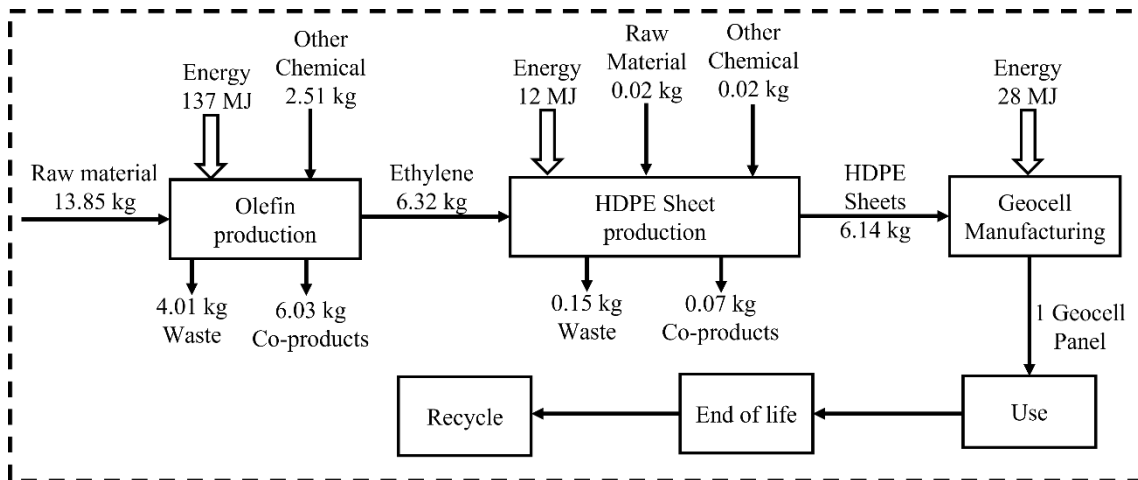 Energy
137 MJ
Other
Chemical
2.51 kg
Energy
12 MJ
Raw
Material
0.02 kg
Other
Chemical
0.02 kg
Energy
28 MJ
Raw material
13.85 kg
Olefin
production
Ethylene
6.32 kg
HDPE Sheet
production
HDPE
Sheets
6.14 kg
Geocell
Manufacturing
4.01 kg
Waste
6.03 kg
Co-products
0.15 kg
Waste
0.07 kg
Co-products
1 Geocell
Panel
Recycle
End of life
Use